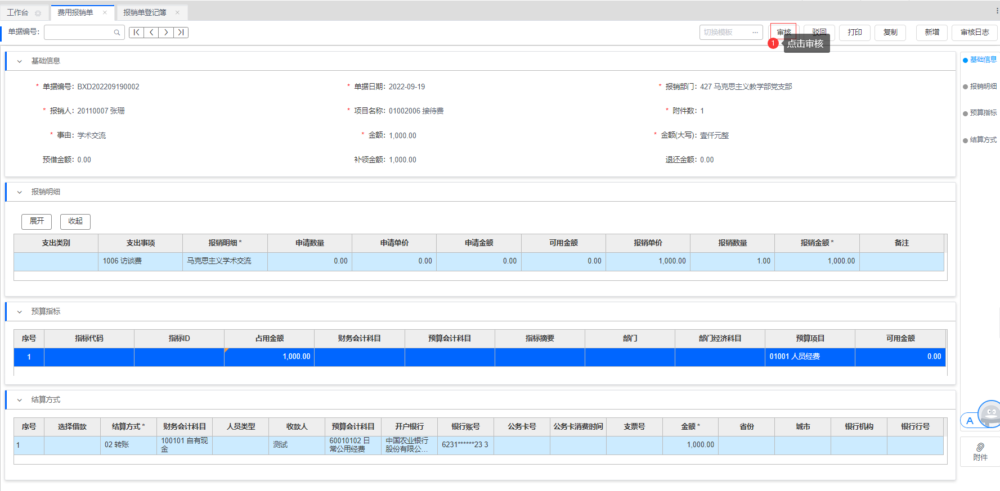 工作台
费用报销单
报销单登记簿
单据编号:
切换模板 ···
审核
驳回
打印
复制
新增
审核日志
1
点击审核
基础信息
* 单据编号: BXD202209190002
* 单据日期: 2022-09-19
* 报销部门: 427 马克思主义教学部党支部
* 报销人: 20110007 张珊
* 项目名称: 01002006 接待费
* 附件数: 1
* 事由: 学术交流
* 金额: 1,000.00
* 金额(大写): 壹仟元整
预借金额: 0.00
补领金额: 1,000.00
退还金额: 0.00
基础信息
报销明细
预算指标
结算方式
报销明细
展开
收起
支出类别 支出事项 报销明细 * 申请数量 申请单价 申请金额 可用金额 报销单价 报销数量 报销金额 * 备注
1006 访谈费 马克思主义学术交流 0.00 0.00 0.00 0.00 1,000.00 1.00 1,000.00
预算指标
序号 指标代码 指标ID 占用金额 财务会计科目 预算会计科目 指标摘要 部门 部门经济科目 预算项目 可用金额
1 1,000.00 01001 人员经费 0.00
结算方式
序号 选择借款 结算方式 * 财务会计科目 人员类型 收款人 预算会计科目 开户银行 银行账号 公务卡号 公务卡消费时间 支票号 金额 * 省份 城市 银行机构 银行行号
1 02 转账 100101 自有现 测试 60010102 日 中国农业银行 6231******23 3 1,000.00
金 常公用经费 股份有限公...
A
附件